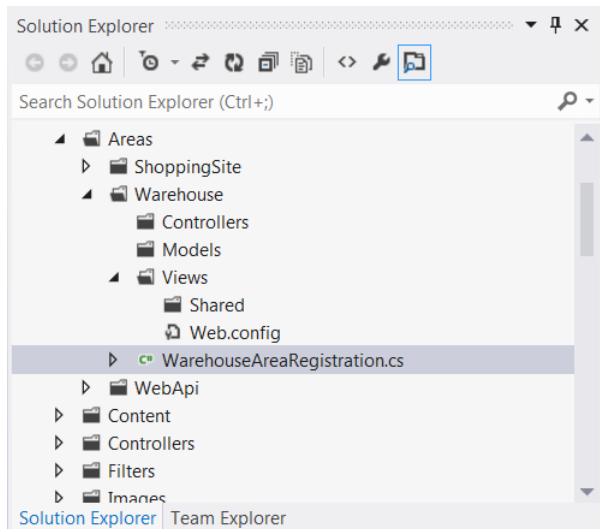 Solution Explorer
Search Solution Explorer (Ctrl+;)
Areas
ShoppingSite
Warehouse
Controllers
Models
Views
Shared
Web.config
C# WarehouseAreaRegistration.cs
WebApi
Content
Controllers
Filters
Images
Solution Explorer Team Explorer